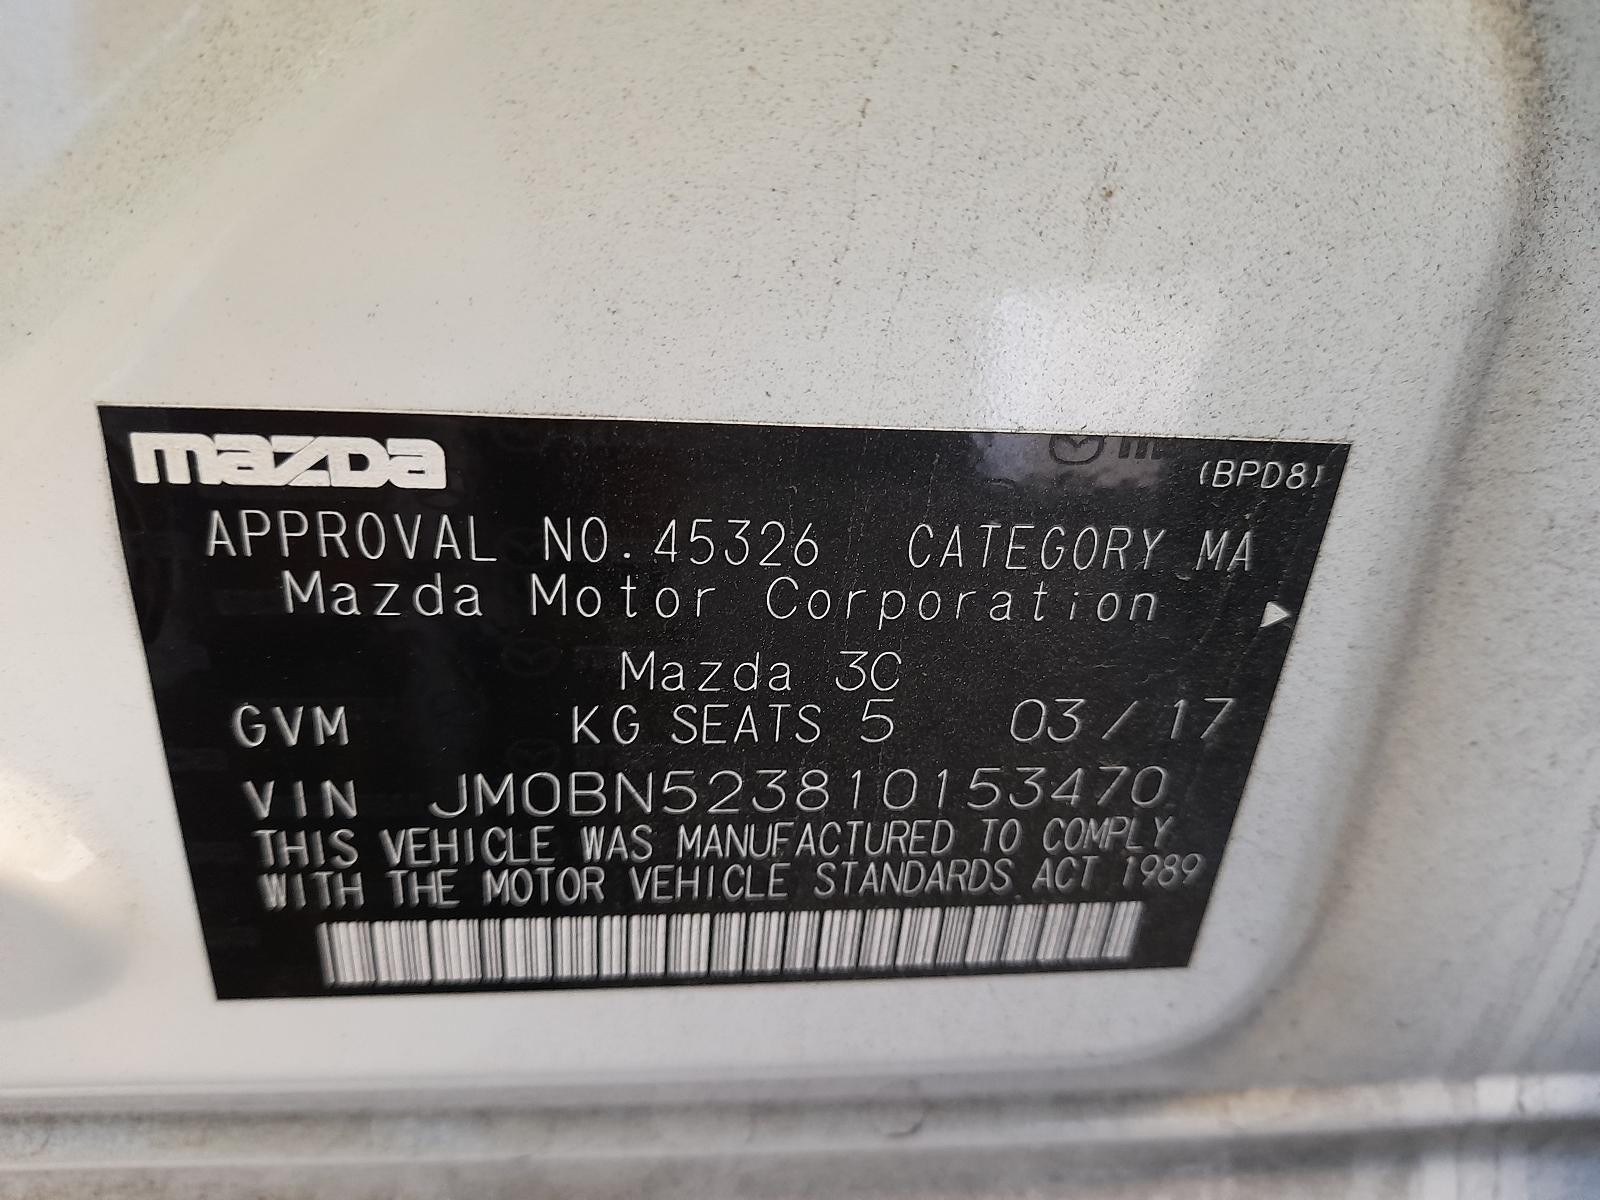 mazda
(BPD8)
APPROVAL NO. 45326 CATEGORY MA
Mazda Motor Corporation
Mazda 3C
GVM KG SEATS 5 03/17
VIN JM0BN523810153470
THIS VEHICLE WAS MANUFACTURED TO COMPLY
WITH THE MOTOR VEHICLE STANDARDS ACT 1989